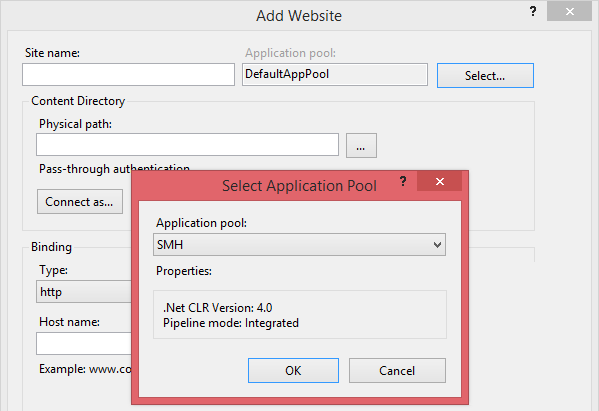 Add Website
?
Site name:
Application pool:
DefaultAppPool
Select...
Content Directory
Physical path:
...
Pass-through authentication
Connect as...
Select Application Pool
?
Application pool:
SMH
Properties:
.Net CLR Version: 4.0
Pipeline mode: Integrated
OK
Cancel
Binding
Type:
http
Host name:
Example: www.co